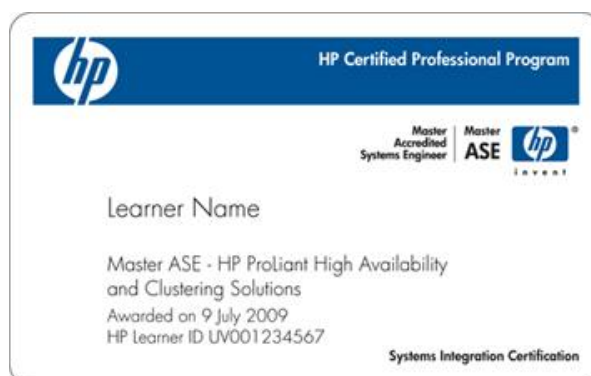 hp
HP Certified Professional Program
Master
Accredited
Systems Engineer
Master
ASE
hp
®
invent
Learner Name
Master ASE - HP ProLiant High Availability
and Clustering Solutions
Awarded on 9 July 2009
HP Learner ID UV001234567
Systems Integration Certification